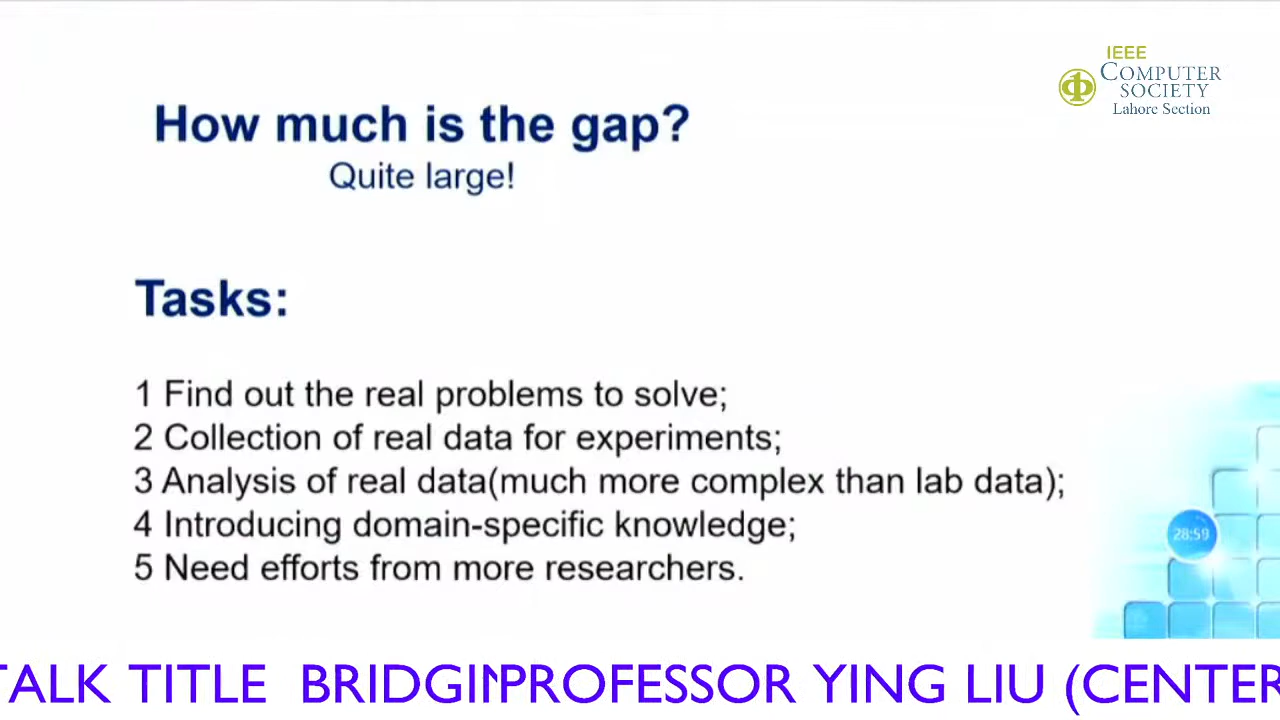 IEEE
COMPUTER
SOCIETY
Lahore Section
How much is the gap?
Quite large!
Tasks:
1 Find out the real problems to solve;
2 Collection of real data for experiments;
3 Analysis of real data(much more complex than lab data);
4 Introducing domain-specific knowledge;
28:59
5 Need efforts from more researchers.
TALK TITLE BRIDGIN PROFESSOR YING LIU (CENTER